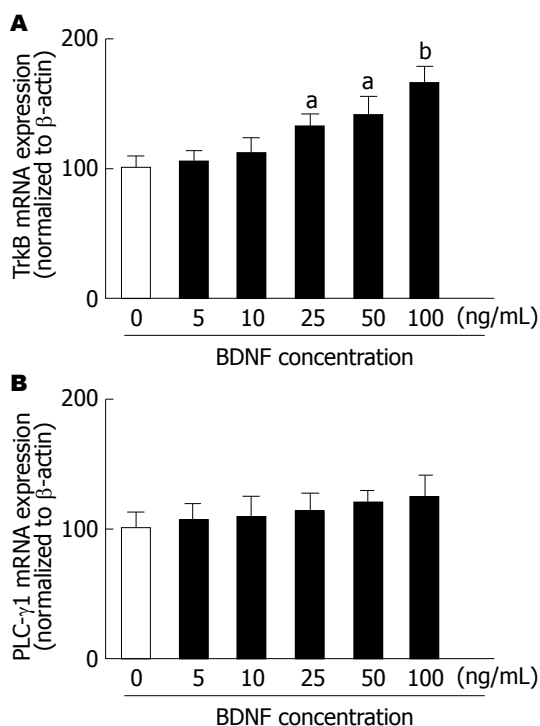 A
TrkB mRNA expression
(normalized to β-actin)
200
100
0
a
a
b
0 5 10 25 50 100 (ng/mL)
BDNF concentration
B
PLC-γ1 mRNA expression
(normalized to β-actin)
200
100
0
0 5 10 25 50 100 (ng/mL)
BDNF concentration